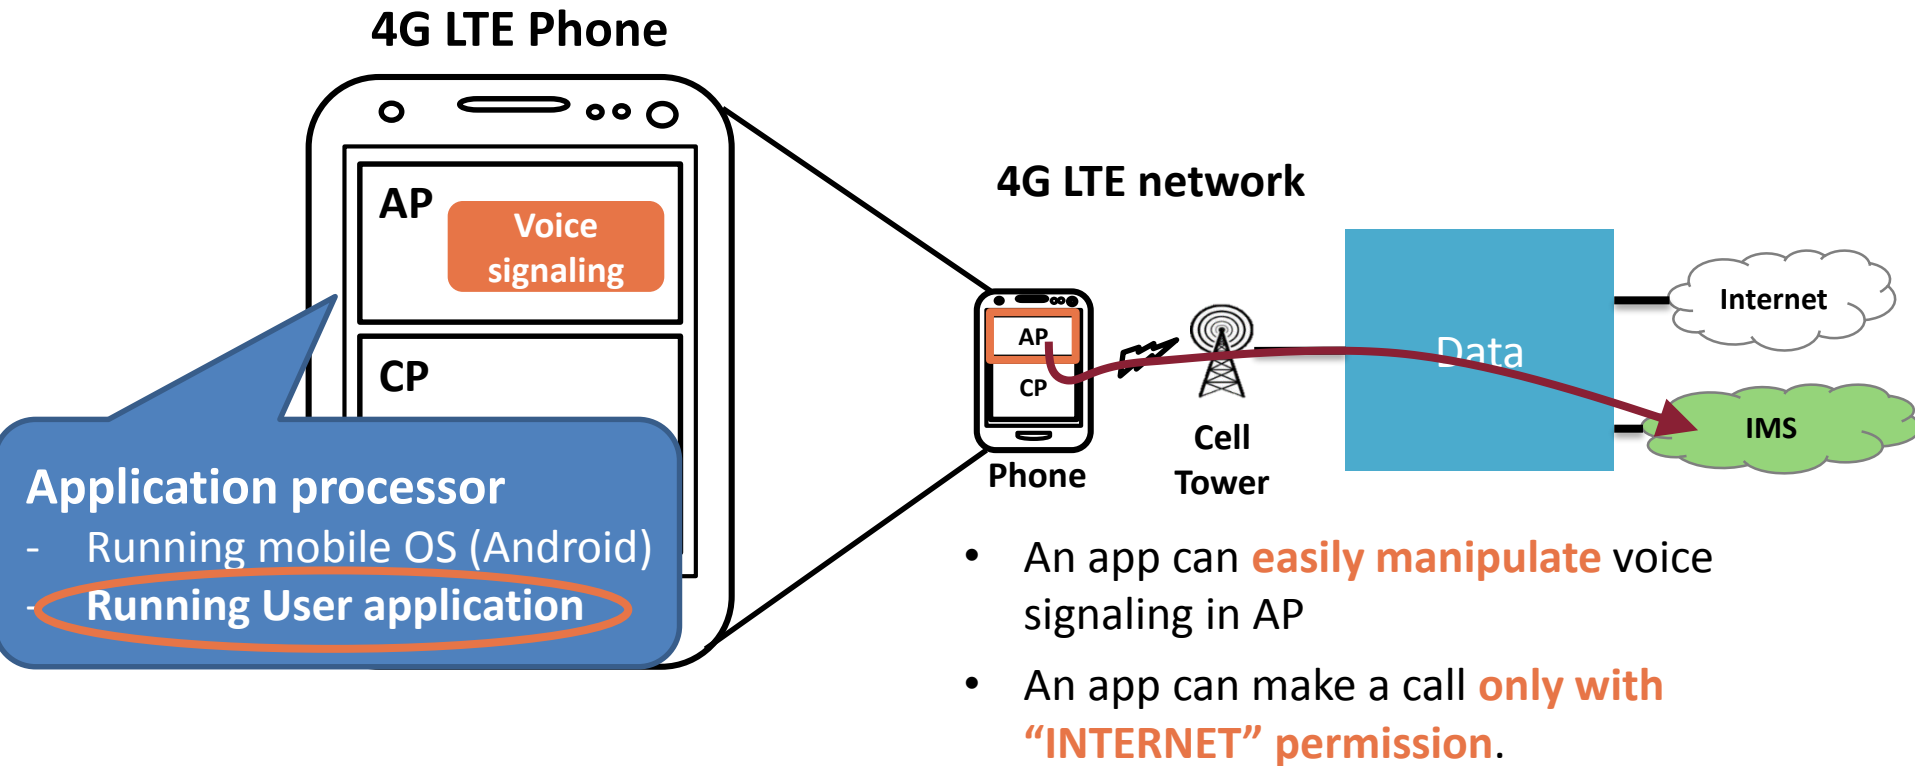 4G LTE Phone
AP
Voice
signaling
CP
Application processor
- Running mobile OS (Android)
- Running User application
4G LTE network
AP
CP
Phone
Cell
Tower
Data
Internet
IMS
• An app can easily manipulate voice
signaling in AP
• An app can make a call only with
“INTERNET” permission.